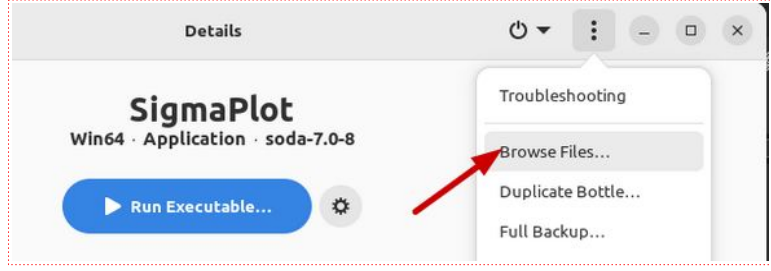 Details
SigmaPlot
Win64 · Application · soda-7.0-8
Run Executable...
Troubleshooting
Browse Files...
Duplicate Bottle...
Full Backup...